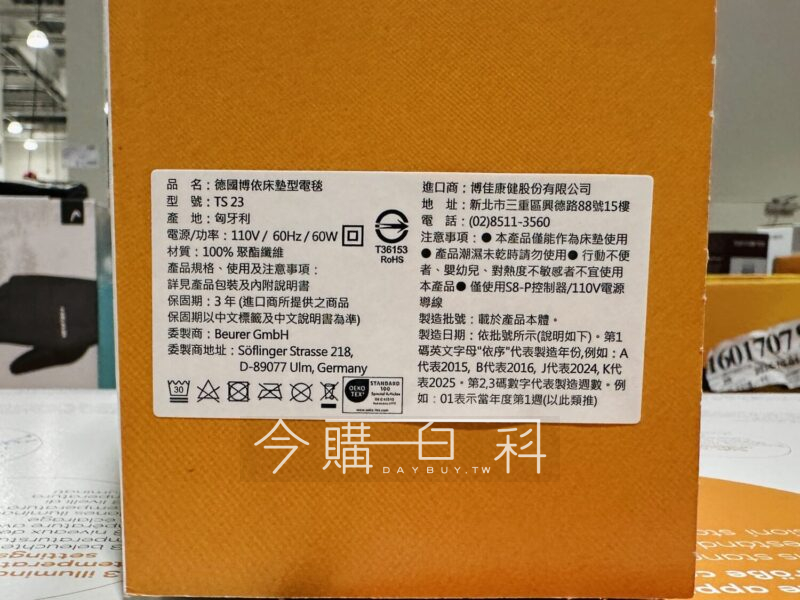 品　名：德國博依床墊型電毯
型　號：TS 23
產　地：匈牙利
電源/功率：110V / 60Hz / 60W
材質：100% 聚酯纖維
產品規格、使用及注意事項：
詳見產品包裝及內附說明書
保固期：3 年 (進口商所提供之商品
保固期以中文標籤及中文說明書為準)
委製商：Beurer GmbH
委製商地址：Söflinger Strasse 218,
D-89077 Ulm, Germany
T36153
RoHS
30
OEKO
TEX
STANDARD
100
進口商：博佳康健股份有限公司
地　址：新北市三重區興德路88號15樓
電　話：(02)8511-3560
注意事項：● 本產品僅能作為床墊使用
● 產品潮濕未乾時請勿使用● 行動不便
者、嬰幼兒、對熱度不敏感者不宜使用
本產品● 僅使用S8-P控制器/110V電源
導線
製造批號：載於產品本體。
製造日期：依批號所示(說明如下)。第1
碼英文字母"依序"代表製造年份,例如：A
代表2015, B代表2016, J代表2024, K代
表2025。第2,3碼數字代表製造週數。例
如：01表示當年度第1週(以此類推)
今購百科
DAYBUY.TW
1601707
3 illumina
temperatura
settings